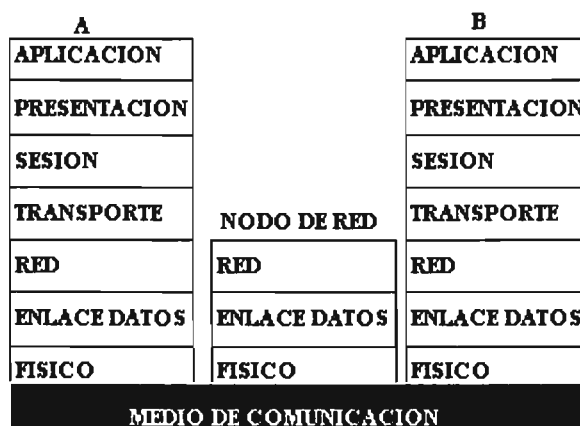 A
APLICACION
PRESENTACION
SESION
TRANSPORTE
RED
ENLACE DATOS
FISICO
NODO DE RED
RED
ENLACE DATOS
FISICO
B
APLICACION
PRESENTACION
SESION
TRANSPORTE
RED
ENLACE DATOS
FISICO
MEDIO DE COMUNICACION